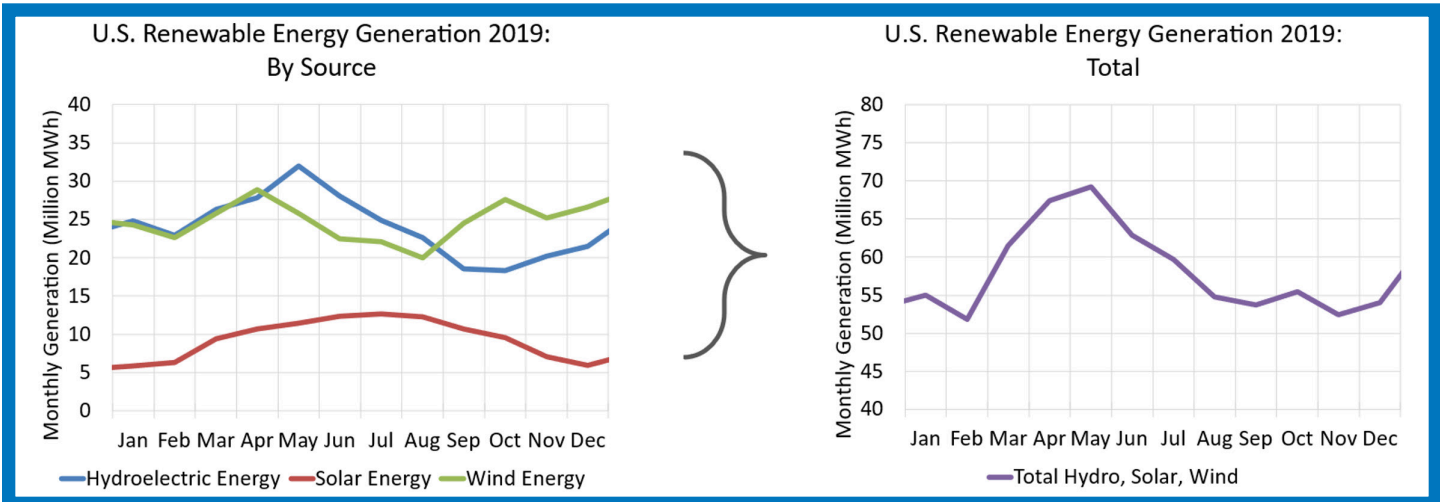 U.S. Renewable Energy Generation 2019:
By Source
Monthly Generation (Million MWh)
40
35
30
25
20
15
10
5
0
Jan Feb Mar Apr May Jun Jul Aug Sep Oct Nov Dec
Hydroelectric Energy Solar Energy Wind Energy
U.S. Renewable Energy Generation 2019:
Total
Monthly Generation (Million MWh)
80
75
70
65
60
55
50
45
40
Jan Feb Mar Apr May Jun Jul Aug Sep Oct Nov Dec
Total Hydro, Solar, Wind